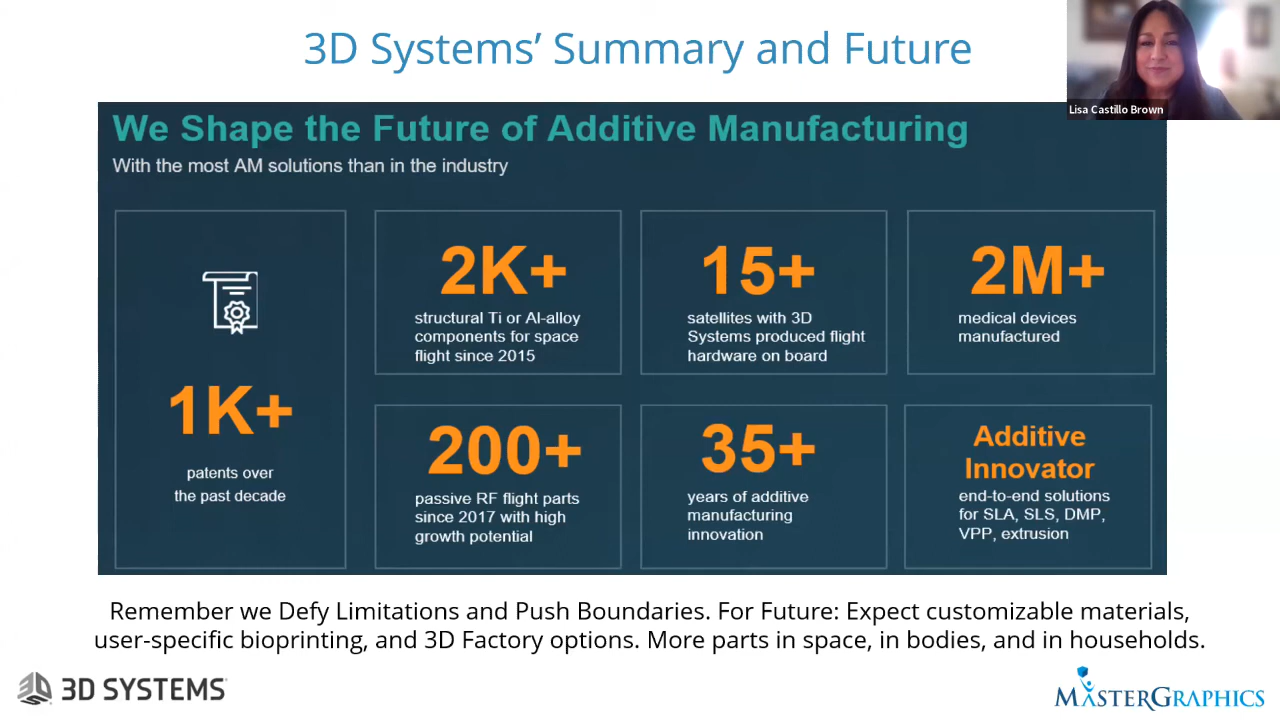 3D Systems’ Summary and Future
Lisa Castillo Brown
We Shape the Future of Additive Manufacturing
With the most AM solutions than in the industry
1K+
patents over
the past decade
2K+
structural Ti or Al-alloy
components for space
flight since 2015
15+
satellites with 3D
Systems produced flight
hardware on board
2M+
medical devices
manufactured
200+
passive RF flight parts
since 2017 with high
growth potential
35+
years of additive
manufacturing
innovation
Additive
Innovator
end-to-end solutions
for SLA, SLS, DMP,
VPP, extrusion
Remember we Defy Limitations and Push Boundaries. For Future: Expect customizable materials,
user-specific bioprinting, and 3D Factory options. More parts in space, in bodies, and in households.
3D SYSTEMS
MASTERGRAPHICS